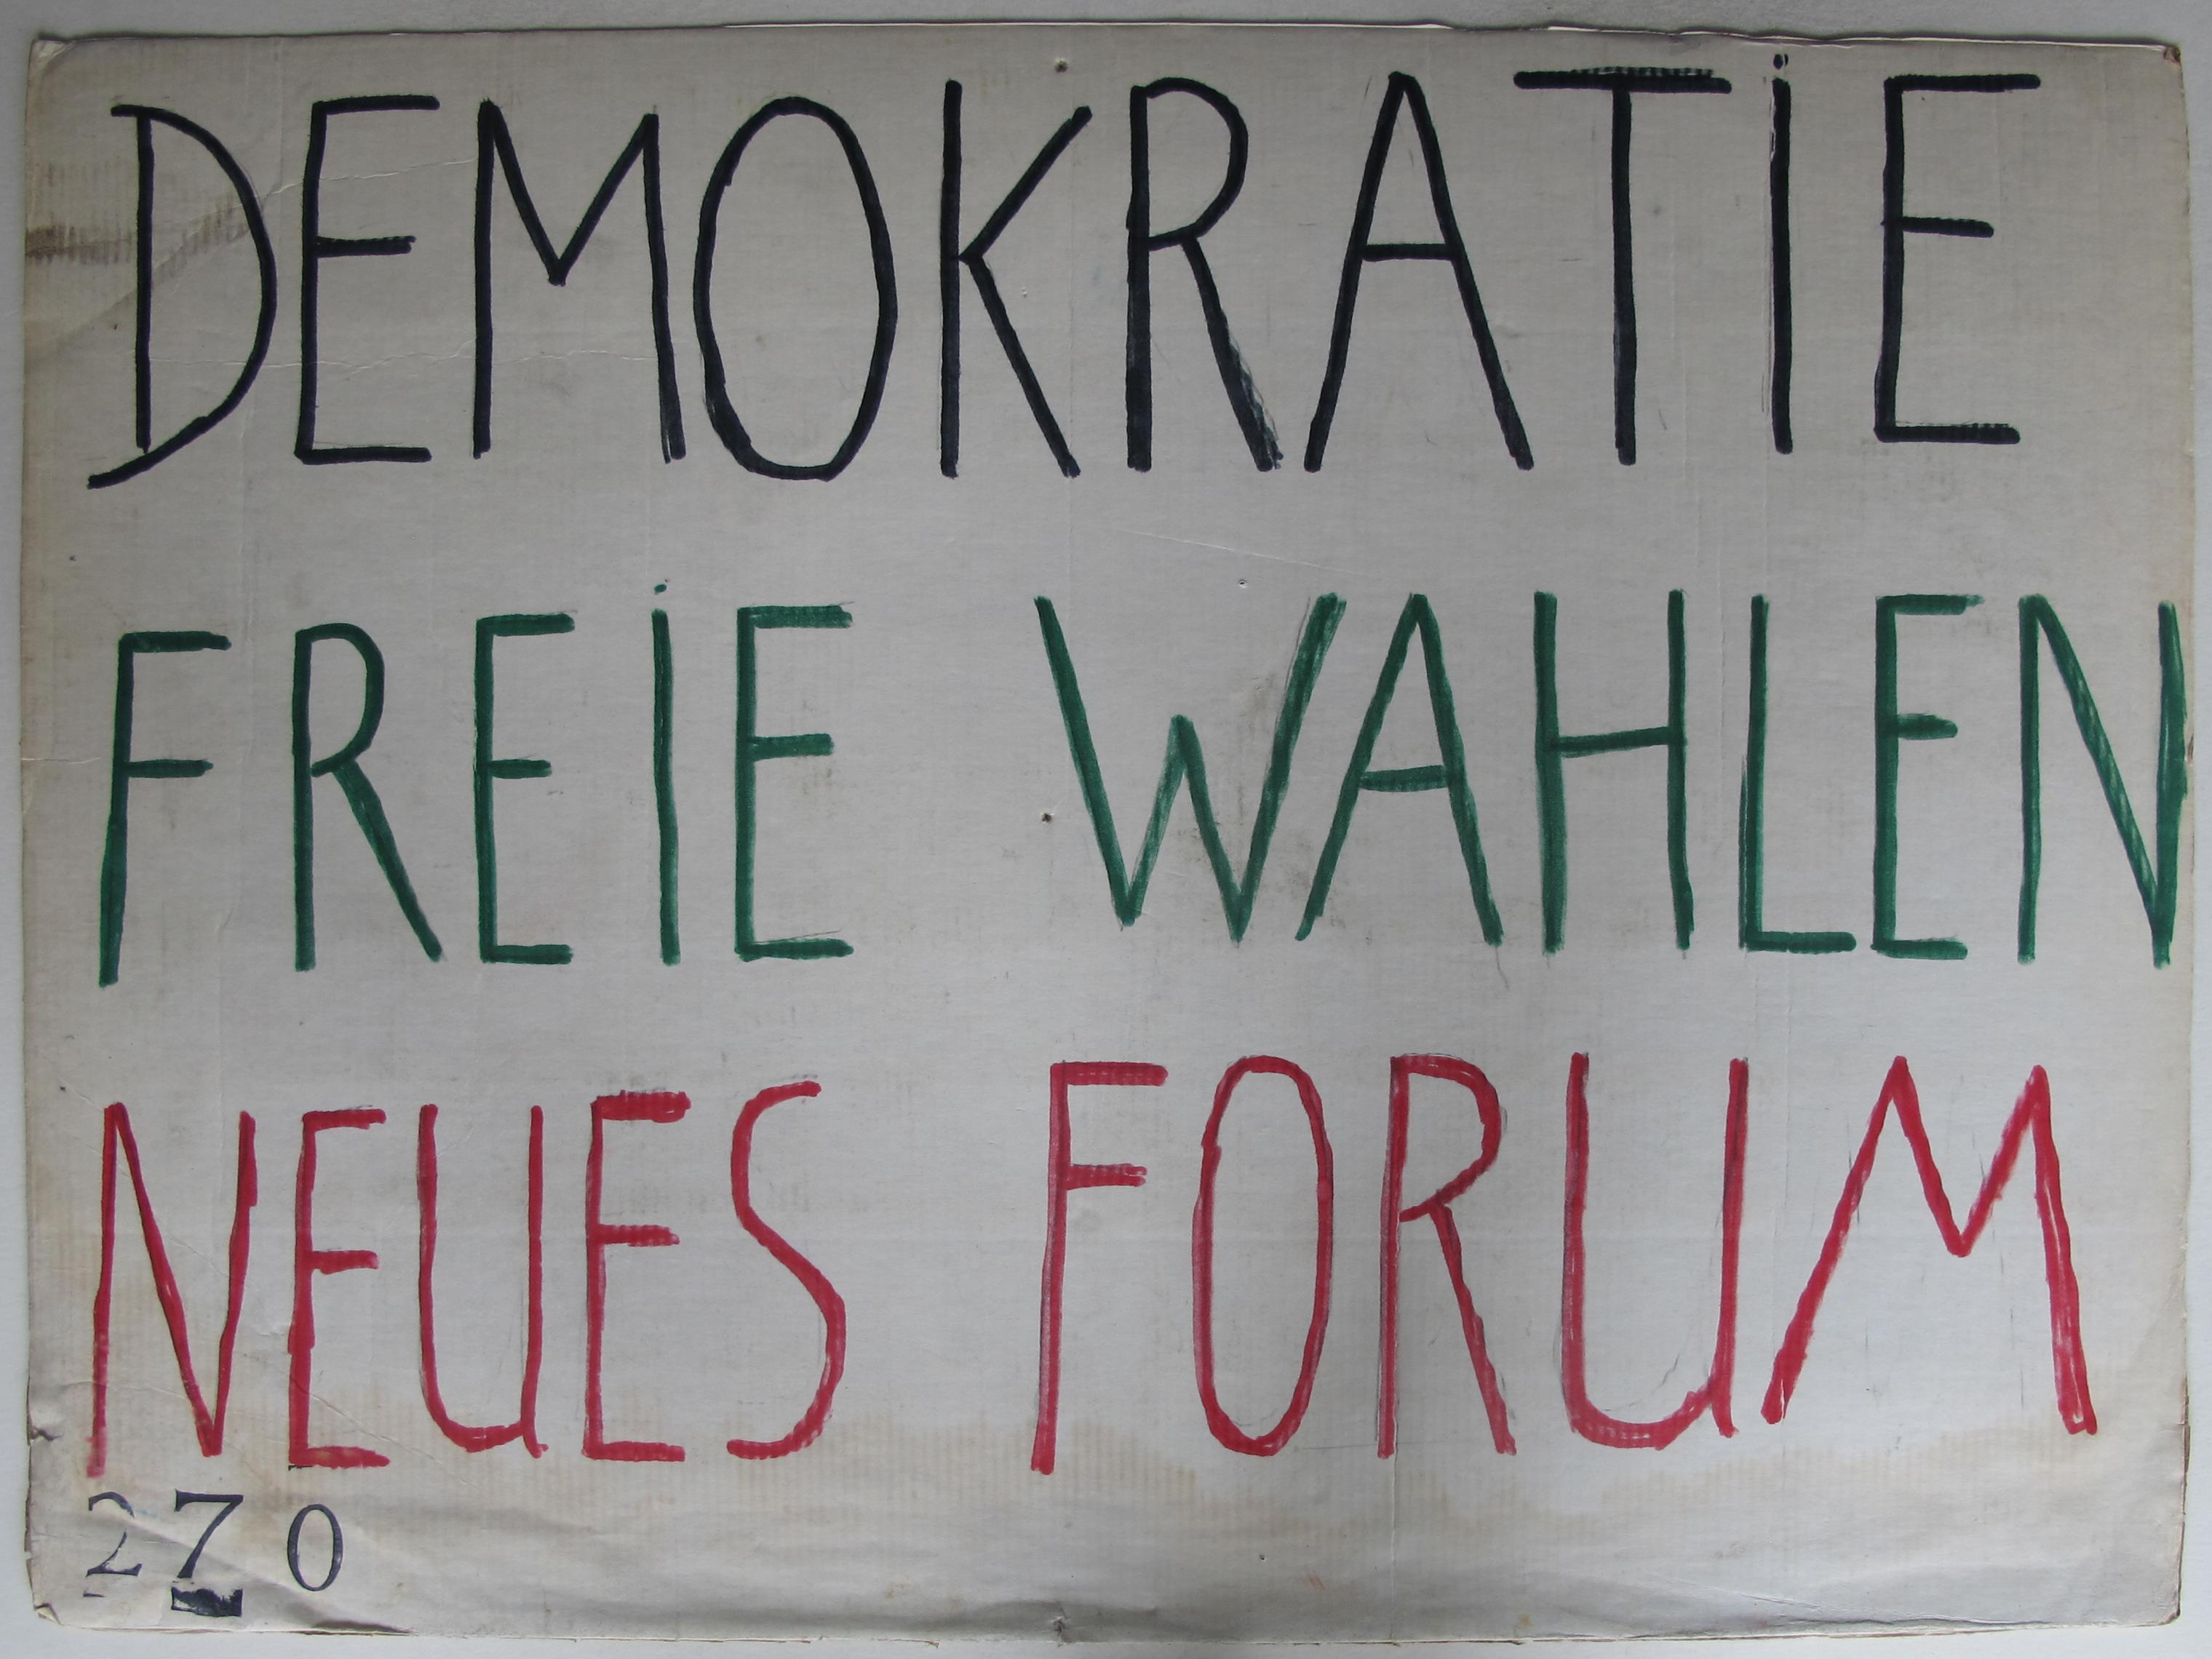 DEMOKRATiE
FREiE WAHLEN
NEUES FORUM
270